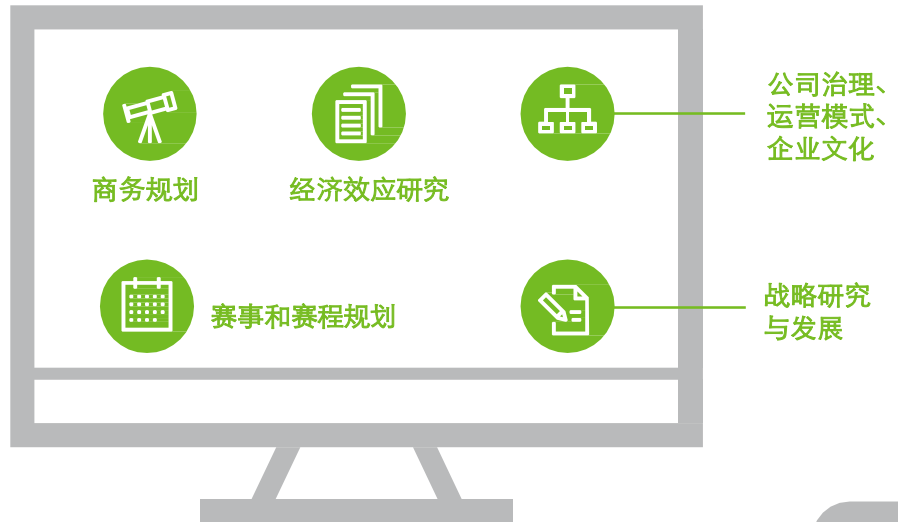 商务规划
经济效应研究
公司治理、
运营模式、
企业文化
赛事和赛程规划
战略研究
与发展